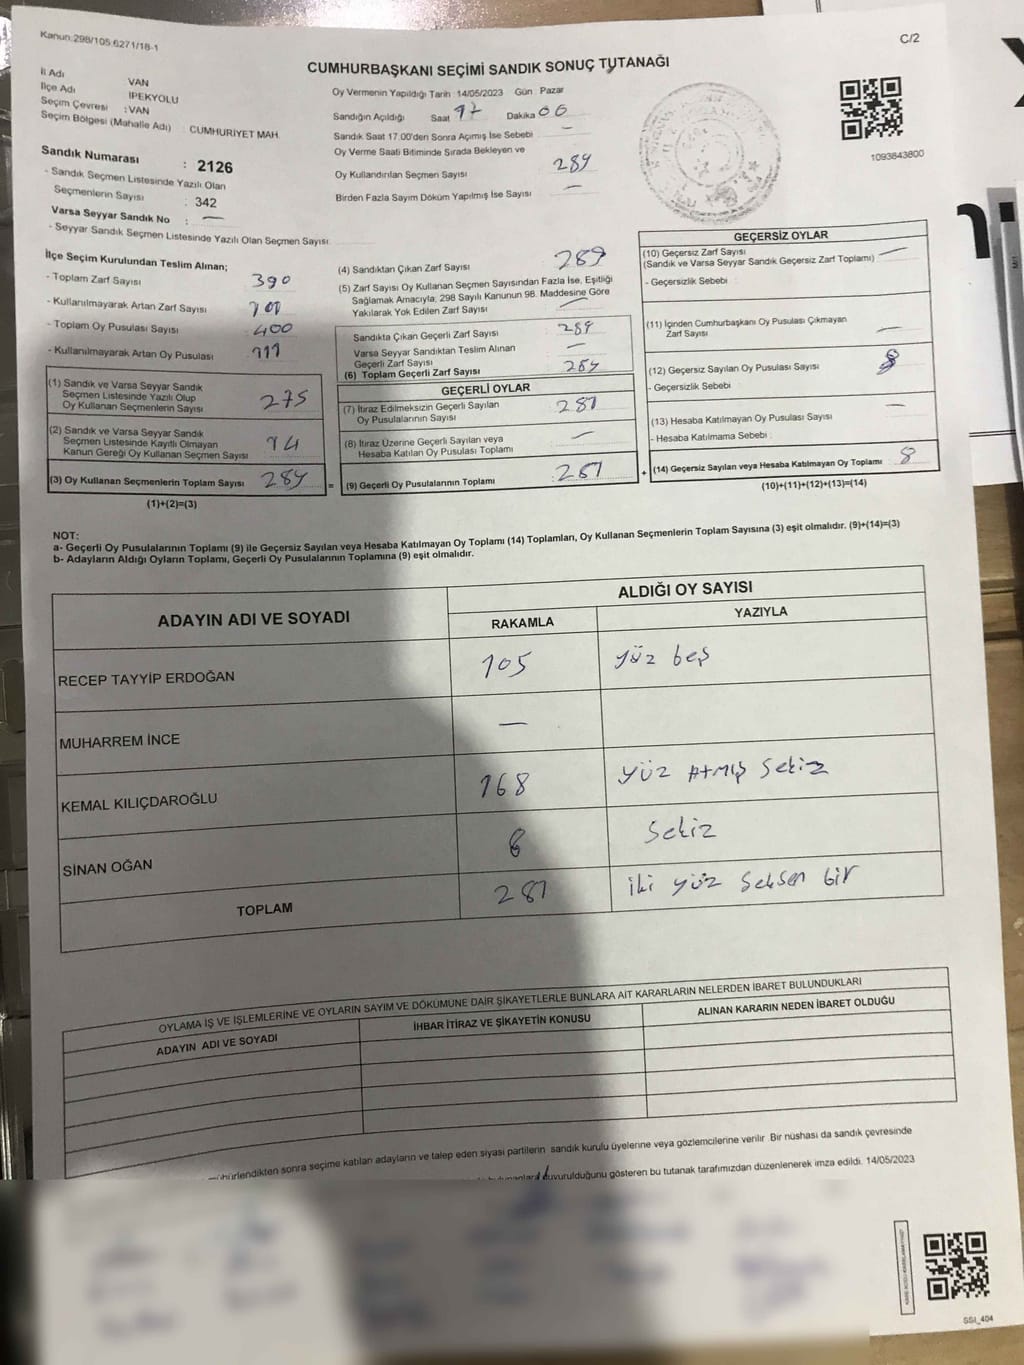 Kanun:298/105.6271/18-1
C/2
CUMHURBAŞKANI SEÇİMİ SANDIK SONUÇ TUTANAĞI
İl Adı VAN
İlçe Adı IPEKYOLU
Seçim Çevresi :VAN
Seçim Bölgesi (Mahalle Adı) : CUMHURİYET MAH.
Sandık Numarası : 2126
- Sandık Seçmen Listesinde Yazılı Olan
Seçmenlerin Sayısı : 342
Varsa Seyyar Sandık No : —
- Seyyar Sandık Seçmen Listesinde Yazılı Olan Seçmen Sayısı
Oy Vermenin Yapıldığı Tarih 14/05/2023 Gün : Pazar
Sandığın Açıldığı Saat 17 Dakika 00
Sandık Saat 17.00'den Sonra Açımış İse Sebebi —
Oy Verme Saati Bitiminde Sırada Bekleyen ve
Oy Kullandırılan Seçmen Sayısı 289
Birden Fazla Sayım Döküm Yapılmış İse Sayısı —
1093843800
İlçe Seçim Kurulundan Teslim Alınan;
- Toplam Zarf Sayısı 390
- Kullanılmayarak Artan Zarf Sayısı 101
- Toplam Oy Pusulası Sayısı 400
- Kullanılmayarak Artan Oy Pusulası 111
(1) Sandık ve Varsa Seyyar Sandık
Seçmen Listesinde Yazılı Olup
Oy Kullanan Seçmenlerin Sayısı 275
(2) Sandık ve Varsa Seyyar Sandık
Seçmen Listesinde Kayıtlı Olmayan
Kanun Gereği Oy Kullanan Seçmen Sayısı 14
(3) Oy Kullanan Seçmenlerin Toplam Sayısı 289 =
(1)+(2)=(3)
(4) Sandıktan Çıkan Zarf Sayısı 289
(5) Zarf Sayısı Oy Kullanan Seçmen Sayısından Fazla İse, Eşitliği
Sağlamak Amacıyla, 298 Sayılı Kanunun 98. Maddesine Göre
Yakılarak Yok Edilen Zarf Sayısı —
Sandıkta Çıkan Geçerli Zarf Sayısı : 289
Varsa Seyyar Sandıktan Teslim Alınan
Geçerli Zarf Sayısı —
(6) Toplam Geçerli Zarf Sayısı 289
GEÇERLİ OYLAR
(7) İtiraz Edilmeksizin Geçerli Sayılan
Oy Pusulalarının Sayısı : 281
(8) İtiraz Üzerine Geçerli Sayılan veya
Hesaba Katılan Oy Pusulası Toplamı —
(9) Geçerli Oy Pusulalarının Toplamı : 281 +
GEÇERSİZ OYLAR
(10) Geçersiz Zarf Sayısı
(Sandık ve Varsa Seyyar Sandık Geçersiz Zarf Toplamı) —
- Geçersizlik Sebebi :
(11) İçinden Cumhurbaşkanı Oy Pusulası Çıkmayan
Zarf Sayısı —
(12) Geçersiz Sayılan Oy Pusulası Sayısı 8
- Geçersizlik Sebebi
(13) Hesaba Katılmayan Oy Pusulası Sayısı —
- Hesaba Katılmama Sebebi :
(14) Geçersiz Sayılan veya Hesaba Katılmayan Oy Toplamı 8
(10)+(11)+(12)+(13)=(14)
NOT:
a- Geçerli Oy Pusulalarının Toplamı (9) ile Geçersiz Sayılan veya Hesaba Katılmayan Oy Toplamı (14) Toplamları, Oy Kullanan Seçmenlerin Toplam Sayısına (3) eşit olmalıdır. (9)+(14)=(3)
b- Adayların Aldığı Oyların Toplamı, Geçerli Oy Pusulalarının Toplamına (9) eşit olmalıdır.
ADAYIN ADI VE SOYADI
ALDIĞI OY SAYISI
RAKAMLA YAZIYLA
RECEP TAYYİP ERDOĞAN 105 yüz beş
MUHARREM İNCE —
KEMAL KILIÇDAROĞLU 168 yüz Atmış Sekiz
SİNAN OĞAN 8 Sekiz
TOPLAM 281 iki yüz Seksen bir
OYLAMA İŞ VE İŞLEMLERİNE VE OYLARIN SAYIM VE DÖKÜMÜNE DAİR ŞİKAYETLERLE BUNLARA AİT KARARLARIN NELERDEN İBARET BULUNDUKLARI
ADAYIN ADI VE SOYADI İHBAR İTİRAZ VE ŞİKAYETİN KONUSU ALINAN KARARIN NEDEN İBARET OLDUĞU
mühürlendikten sonra seçime katılan adayların ve talep eden siyasi partilerin sandık kurulu üyelerine veya gözlemcilerine verilir. Bir nüshası da sandık çevresinde
duyurulduğunu gösteren bu tutanak tarafımızdan düzenlenerek imza edildi. 14/05/2023
SSI_404